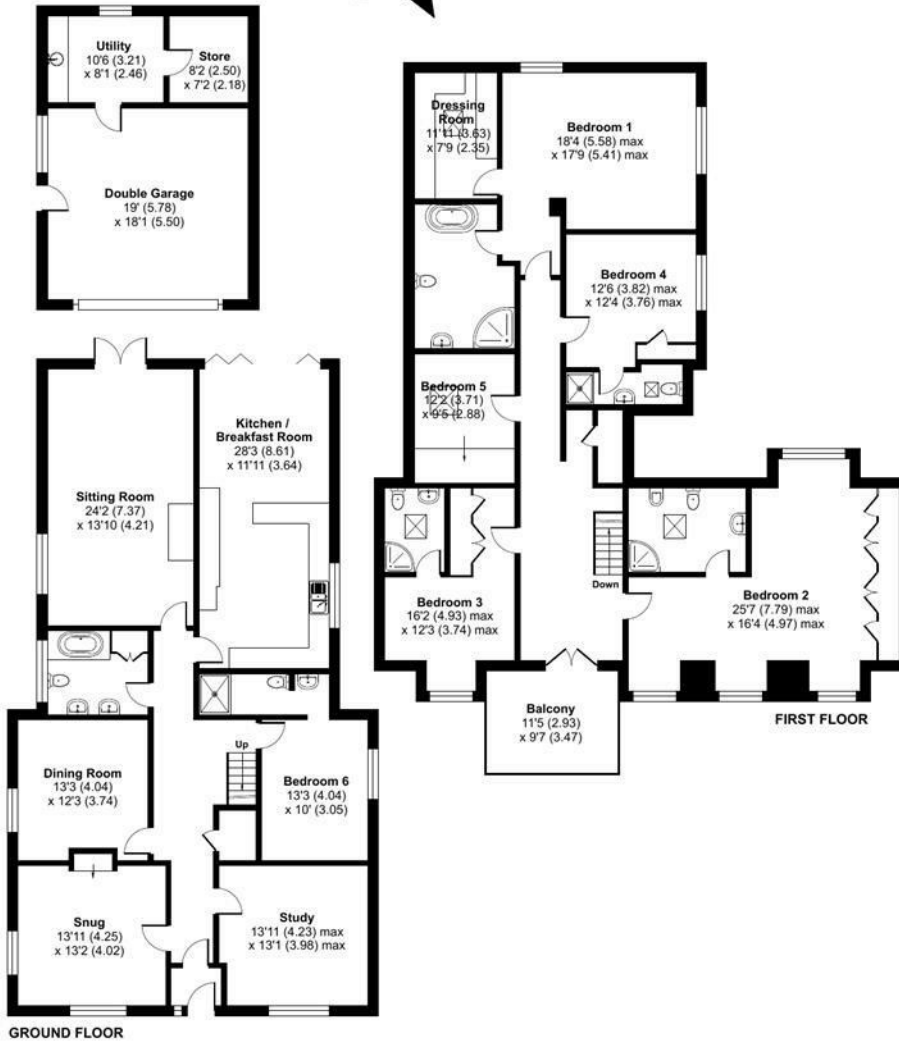 Utility
10'6 (3.21)
x 8'1 (2.46)
Store
8'2 (2.50)
x 7'2 (2.18)
Double Garage
19' (5.78)
x 18'1 (5.50)
Dressing
Room
11'11 (3.63)
x 7'9 (2.35)
Bedroom 1
18'4 (5.58) max
x 17'9 (5.41) max
Bedroom 4
12'6 (3.82) max
x 12'4 (3.76) max
Bedroom 5
12'2 (3.71)
x 9'5 (2.88)
Kitchen /
Breakfast Room
28'3 (8.61)
x 11'11 (3.64)
Sitting Room
24'2 (7.37)
x 13'10 (4.21)
Down
Bedroom 3
16'2 (4.93) max
x 12'3 (3.74) max
Bedroom 2
25'7 (7.79) max
x 16'4 (4.97) max
Balcony
11'5 (2.93)
x 9'7 (3.47)
FIRST FLOOR
Up
Dining Room
13'3 (4.04)
x 12'3 (3.74)
Bedroom 6
13'3 (4.04)
x 10' (3.05)
Snug
13'11 (4.25)
x 13'2 (4.02)
Study
13'11 (4.23) max
x 13'1 (3.98) max
GROUND FLOOR